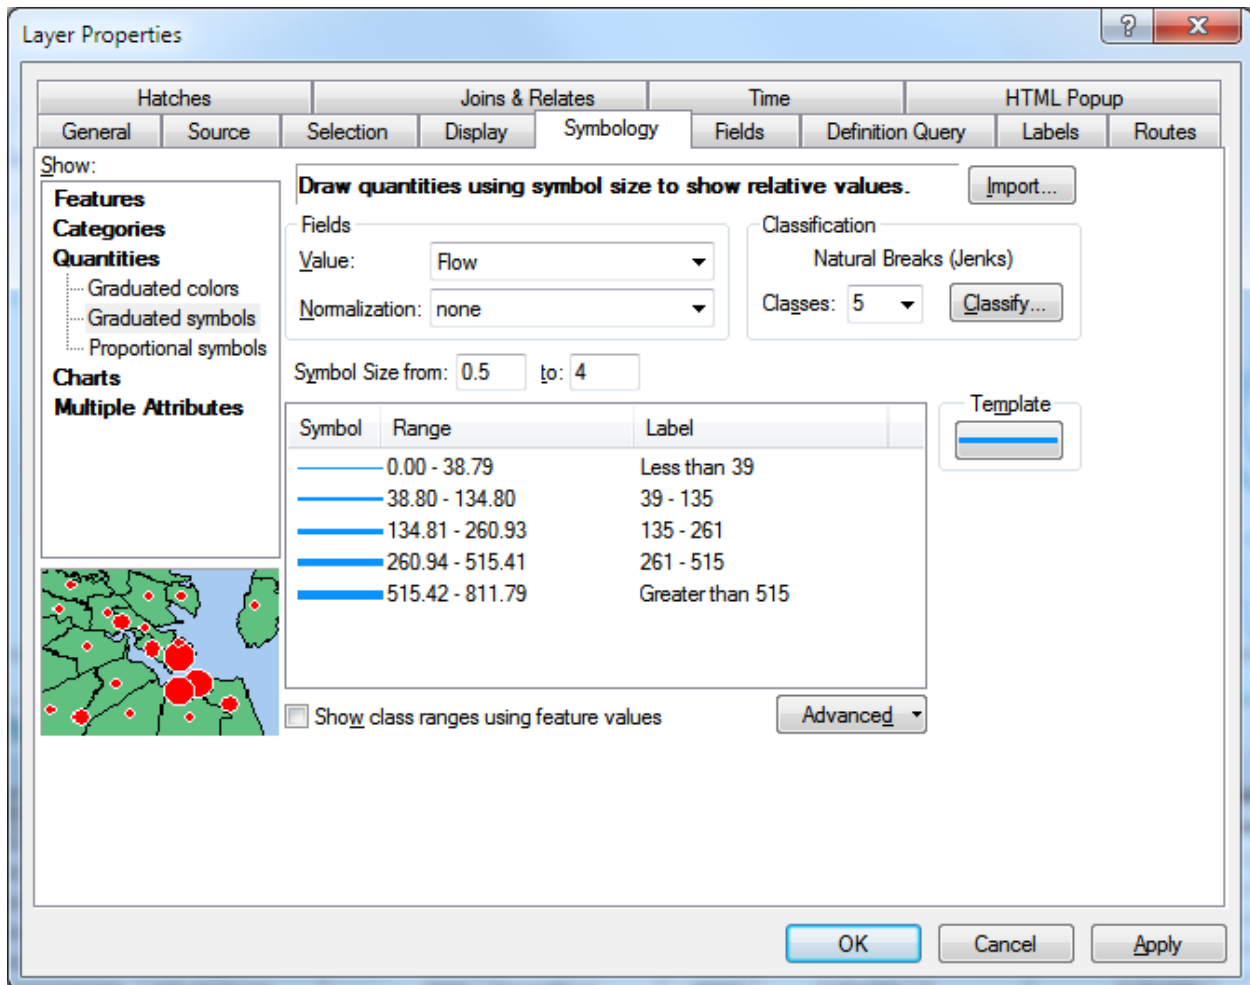 Layer Properties
?
X
Hatches Joins & Relates Time HTML Popup
General Source Selection Display Symbology Fields Definition Query Labels Routes
Show:
Features
Categories
Quantities
Graduated colors
Graduated symbols
Proportional symbols
Charts
Multiple Attributes
Draw quantities using symbol size to show relative values.
Import...
Fields
Value: Flow
Normalization: none
Classification
Natural Breaks (Jenks)
Classes: 5 Classify...
Symbol Size from: 0.5 to: 4
Symbol Range Label
0.00 - 38.79 Less than 39
38.80 - 134.80 39 - 135
134.81 - 260.93 135 - 261
260.94 - 515.41 261 - 515
515.42 - 811.79 Greater than 515
Template
Show class ranges using feature values
Advanced
OK Cancel Apply